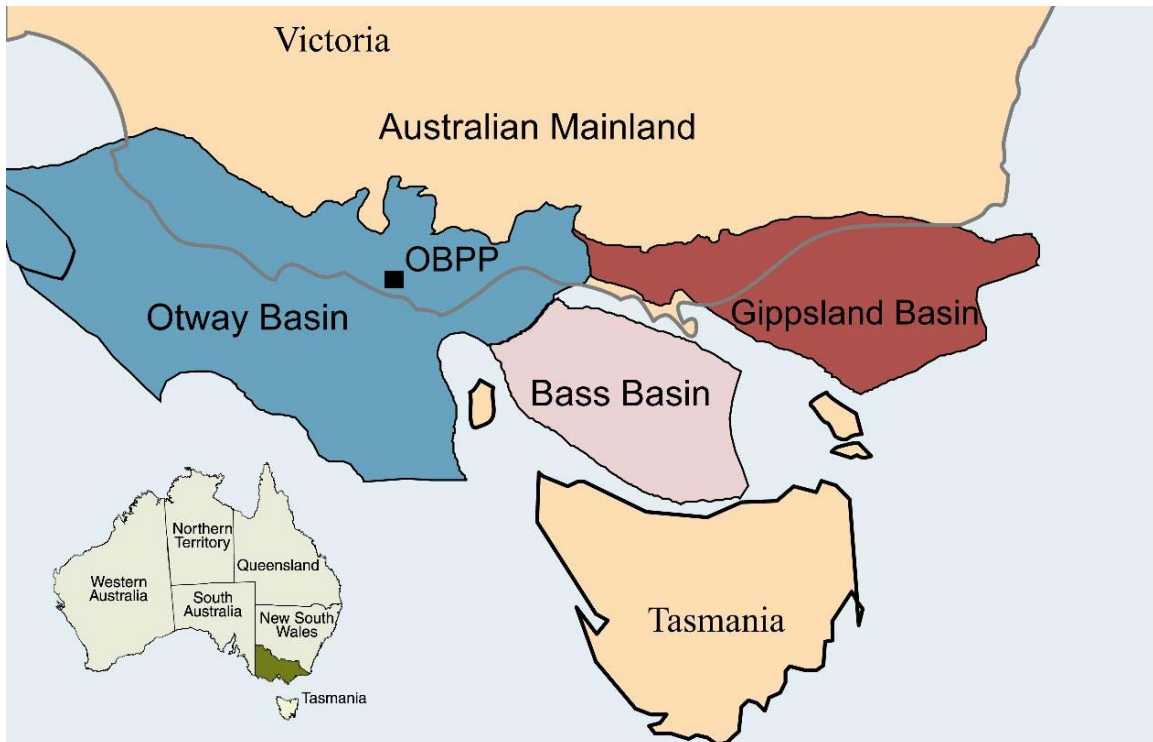 Victoria
Australian Mainland
OBPP
Otway Basin
Gippsland Basin
Bass Basin
Tasmania
Northern
Territory
Queensland
Western
Australia
South
Australia
New South
Wales
Tasmania